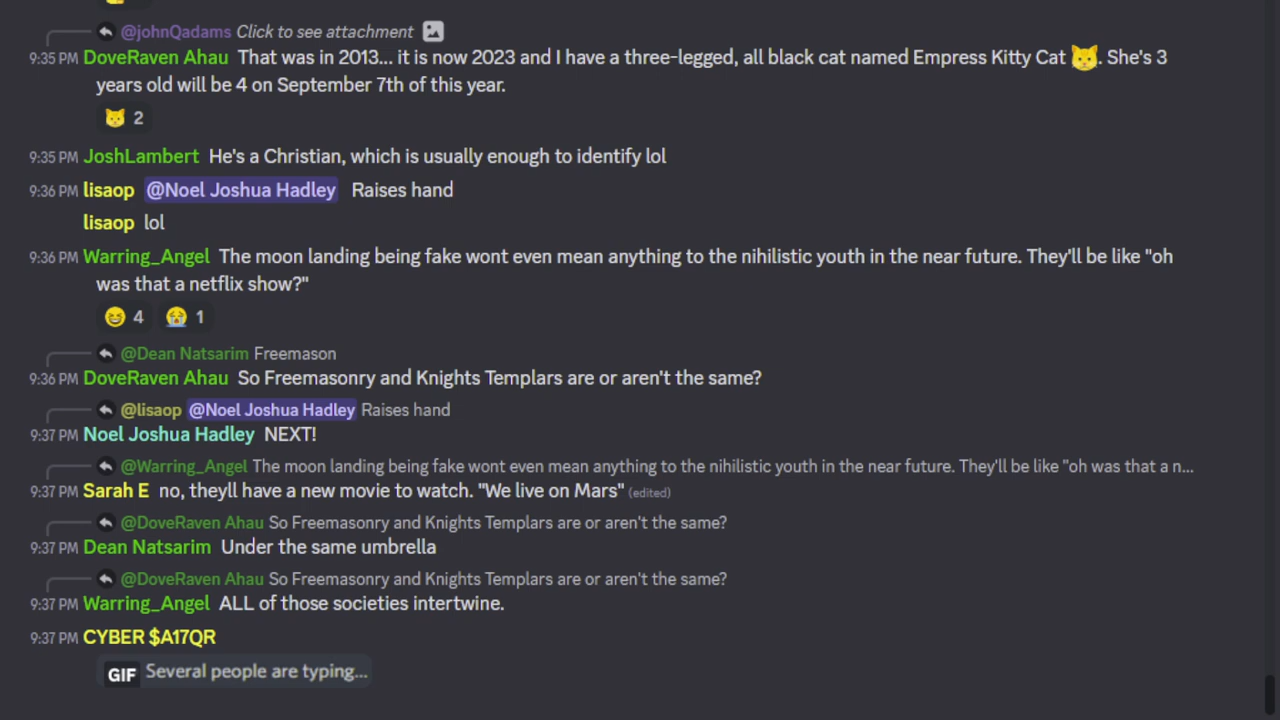 @johnQadams Click to see attachment
9:35 PM DoveRaven Ahau That was in 2013... it is now 2023 and I have a three-legged, all black cat named Empress Kitty Cat 🐱. She's 3
years old will be 4 on September 7th of this year.
🐱 2
9:35 PM JoshLambert He's a Christian, which is usually enough to identify lol
9:36 PM lisaop @Noel Joshua Hadley Raises hand
lisaop lol
9:36 PM Warring_Angel The moon landing being fake wont even mean anything to the nihilistic youth in the near future. They'll be like "oh
was that a netflix show?"
😆 4 😭 1
@Dean Natsarim Freemason
9:36 PM DoveRaven Ahau So Freemasonry and Knights Templars are or aren't the same?
@lisaop @Noel Joshua Hadley Raises hand
9:37 PM Noel Joshua Hadley NEXT!
@Warring_Angel The moon landing being fake wont even mean anything to the nihilistic youth in the near future. They'll be like "oh was that a n...
9:37 PM Sarah E no, theyll have a new movie to watch. "We live on Mars" (edited)
@DoveRaven Ahau So Freemasonry and Knights Templars are or aren't the same?
9:37 PM Dean Natsarim Under the same umbrella
@DoveRaven Ahau So Freemasonry and Knights Templars are or aren't the same?
9:37 PM Warring_Angel ALL of those societies intertwine.
9:37 PM CYBER $A17QR
GIF Several people are typing...